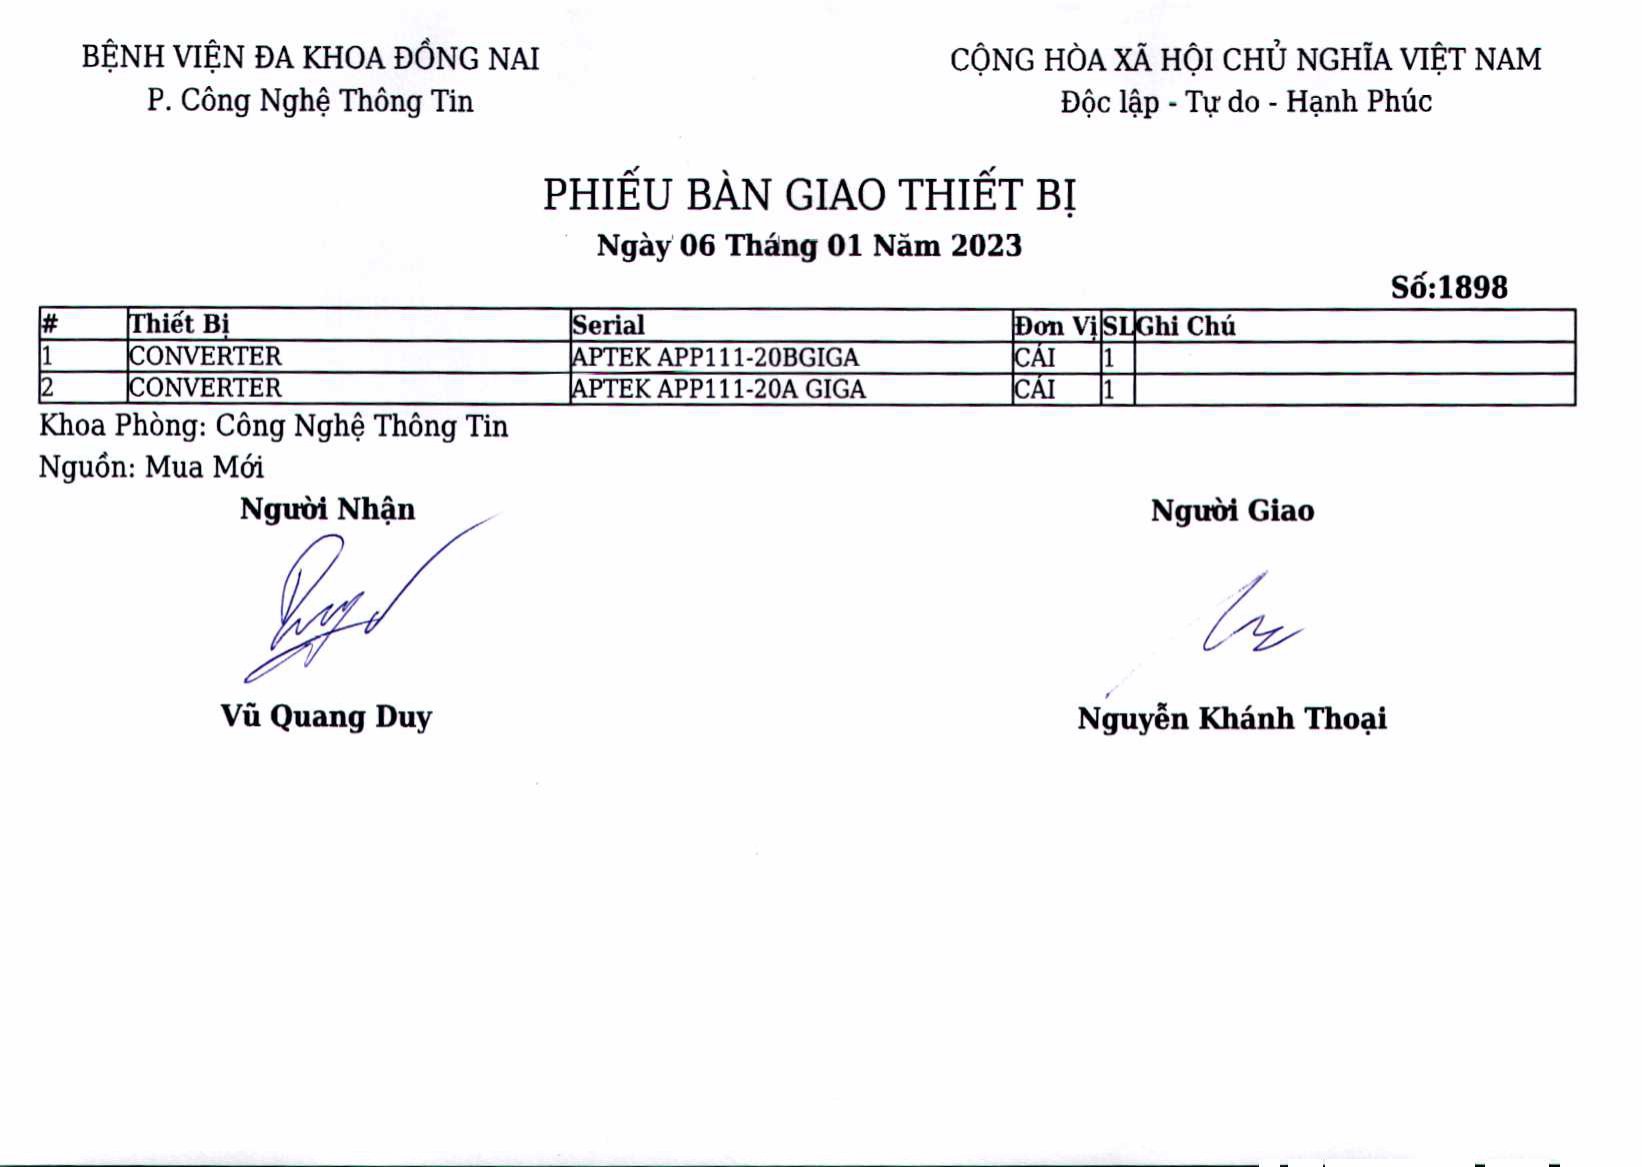 BỆNH VIỆN ĐA KHOA ĐỒNG NAI
P. Công Nghệ Thông Tin
CỘNG HÒA XÃ HỘI CHỦ NGHĨA VIỆT NAM
Độc lập - Tự do - Hạnh Phúc
PHIẾU BÀN GIAO THIẾT BỊ
Ngày 06 Tháng 01 Năm 2023
Số:1898
# Thiết Bị Serial Đơn Vị SL Ghi Chú
1 CONVERTER APTEK APP111-20BGIGA CÁI 1
2 CONVERTER APTEK APP111-20A GIGA CÁI 1
Khoa Phòng: Công Nghệ Thông Tin
Nguồn: Mua Mới
Người Nhận
Người Giao
Vũ Quang Duy
Nguyễn Khánh Thoại